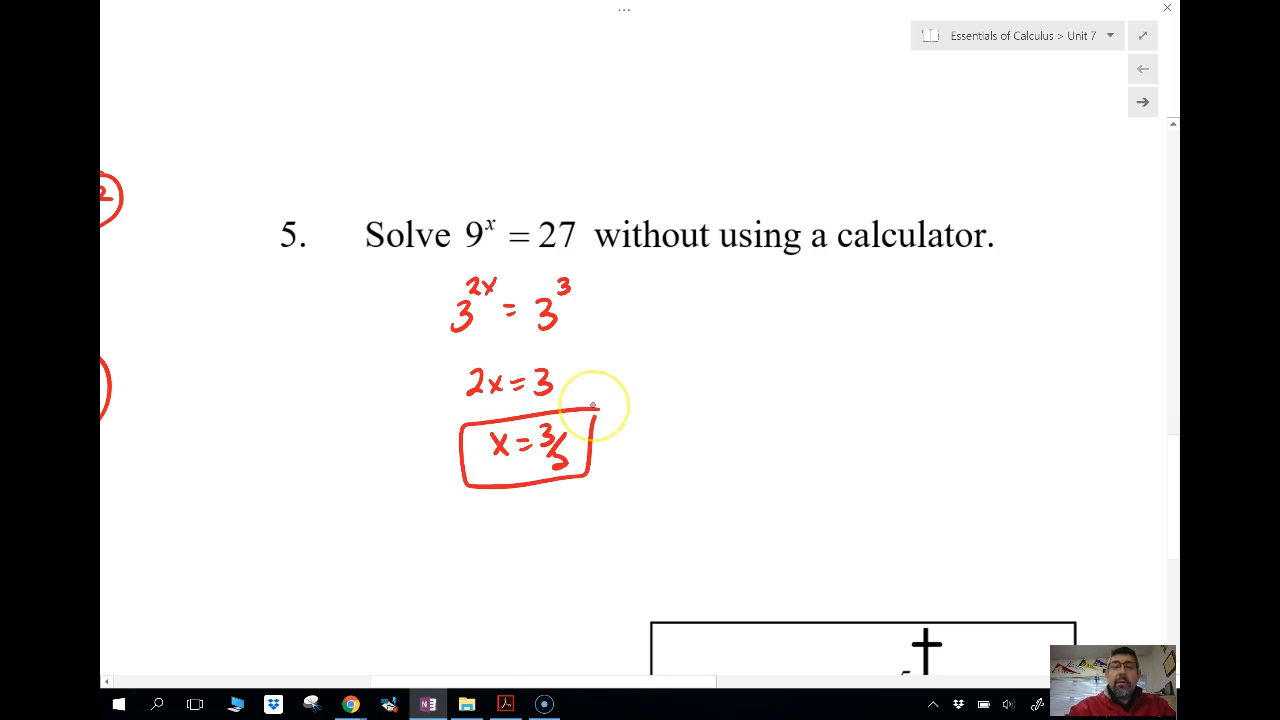 Essentials of Calculus > Unit 7
5. Solve 9^x = 27 without using a calculator.
3^2x = 3^3
2x = 3
x = 3/2